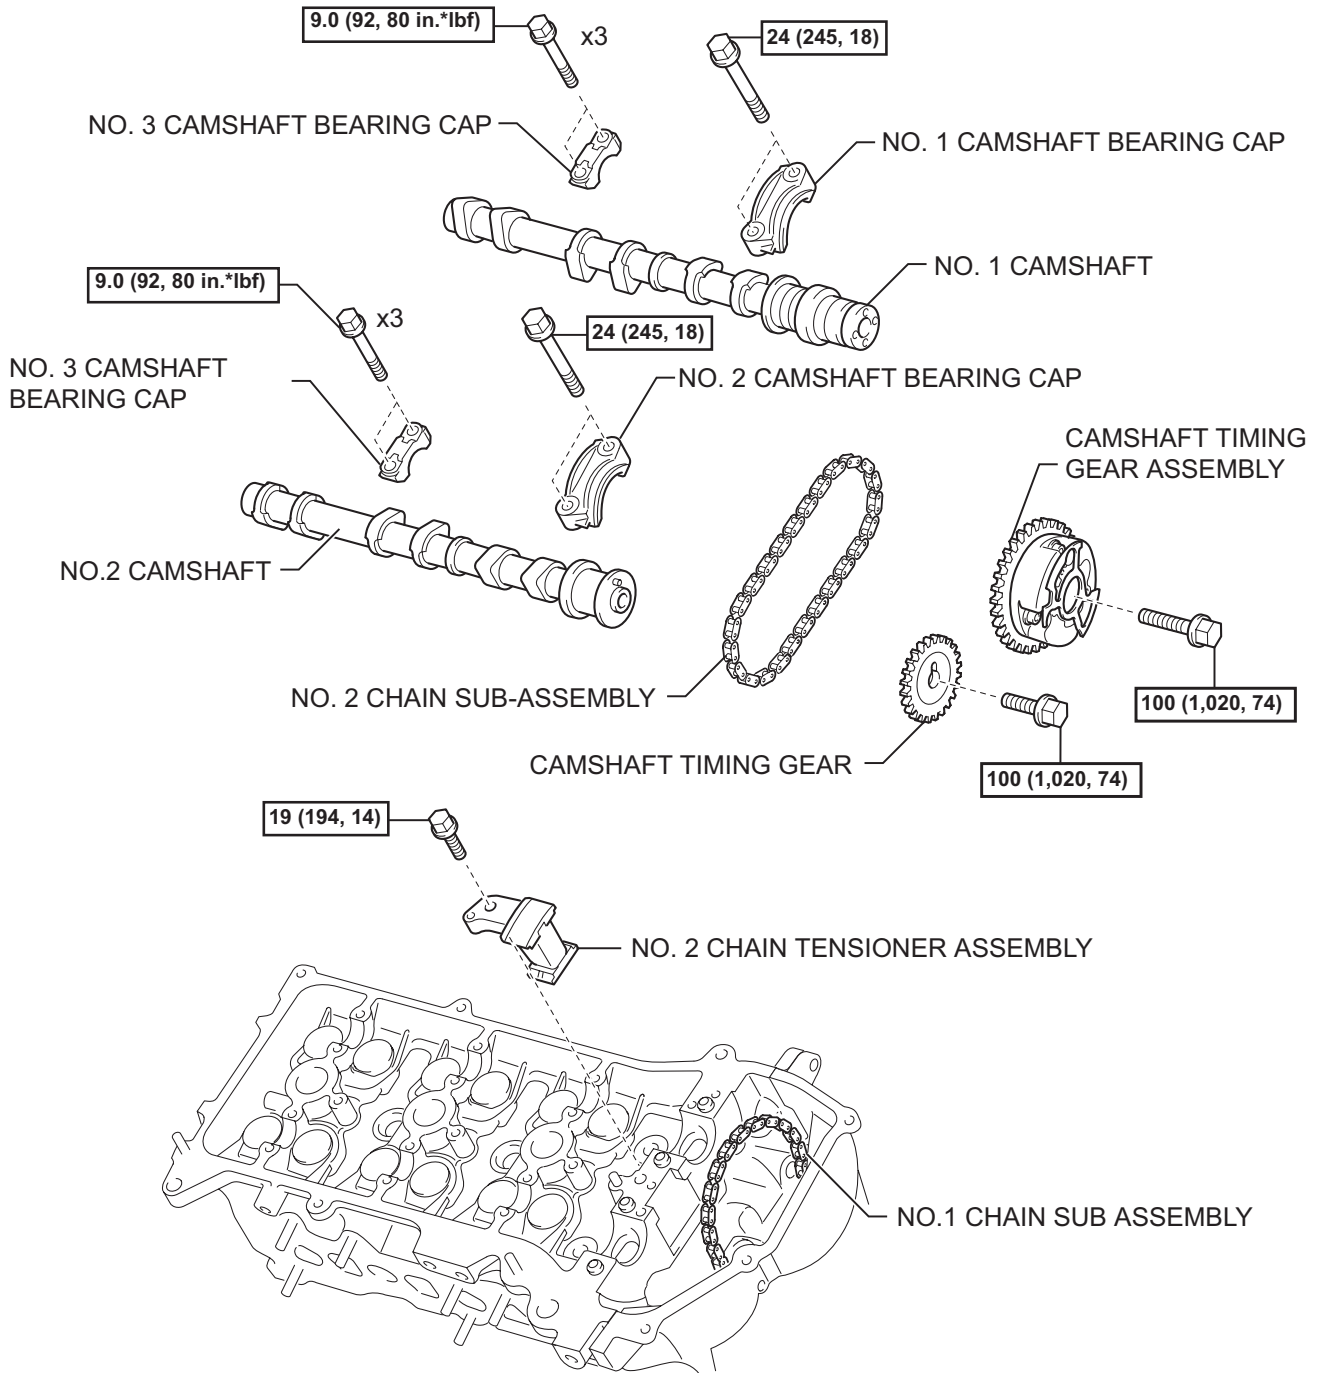 9.0 (92, 80 in.*lbf)
x3
24 (245, 18)
NO. 3 CAMSHAFT BEARING CAP
NO. 1 CAMSHAFT BEARING CAP
NO. 1 CAMSHAFT
9.0 (92, 80 in.*lbf)
x3
24 (245, 18)
NO. 3 CAMSHAFT
BEARING CAP
NO. 2 CAMSHAFT BEARING CAP
CAMSHAFT TIMING
GEAR ASSEMBLY
NO.2 CAMSHAFT
NO. 2 CHAIN SUB-ASSEMBLY
100 (1,020, 74)
CAMSHAFT TIMING GEAR
100 (1,020, 74)
19 (194, 14)
NO. 2 CHAIN TENSIONER ASSEMBLY
NO.1 CHAIN SUB ASSEMBLY